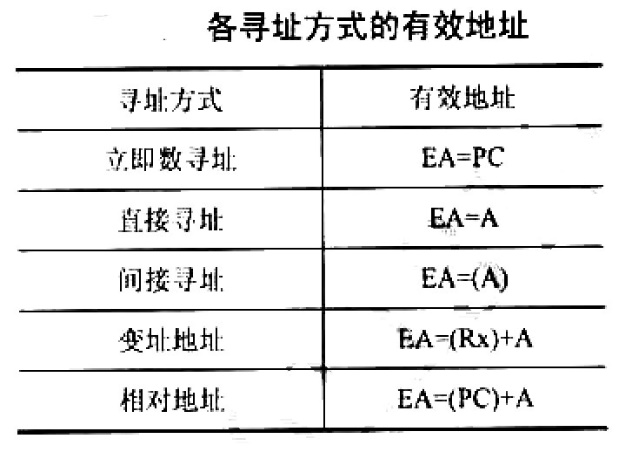 各寻址方式的有效地址
寻址方式 有效地址
立即数寻址 EA=PC
直接寻址 EA=A
间接寻址 EA=(A)
变址地址 EA=(Rx)+A
相对地址 EA=(PC)+A